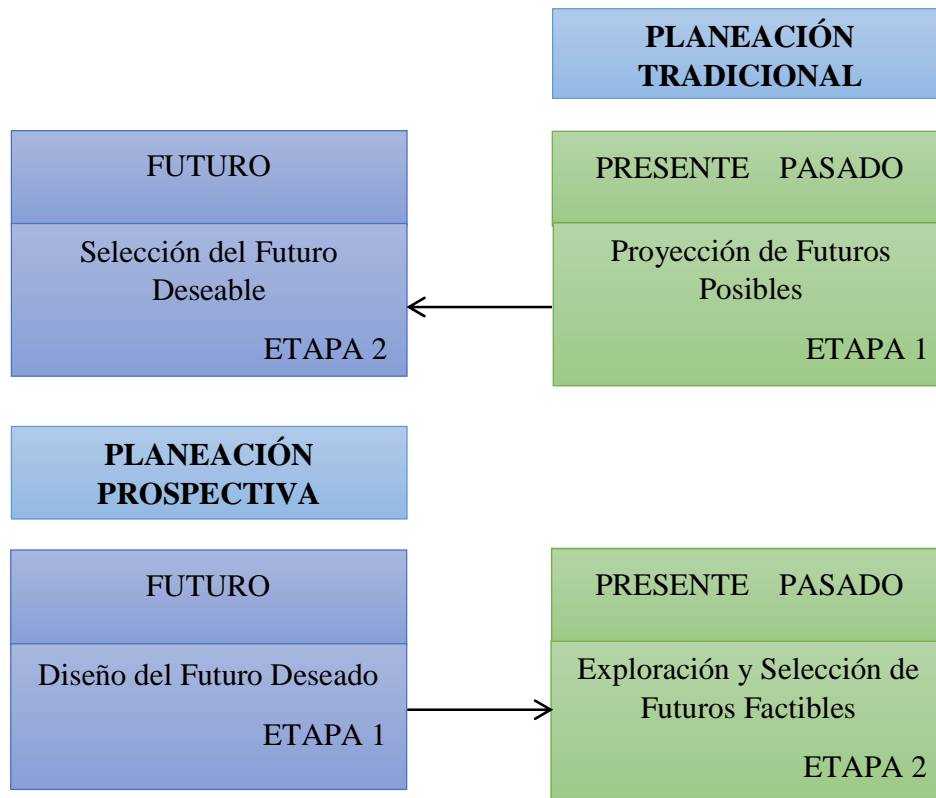 PLANEACIÓN
TRADICIONAL
FUTURO
Selección del Futuro
Deseable
ETAPA 2
PRESENTE PASADO
Proyección de Futuros
Posibles
ETAPA 1
PLANEACIÓN
PROSPECTIVA
FUTURO
Diseño del Futuro Deseado
ETAPA 1
PRESENTE PASADO
Exploración y Selección de
Futuros Factibles
ETAPA 2